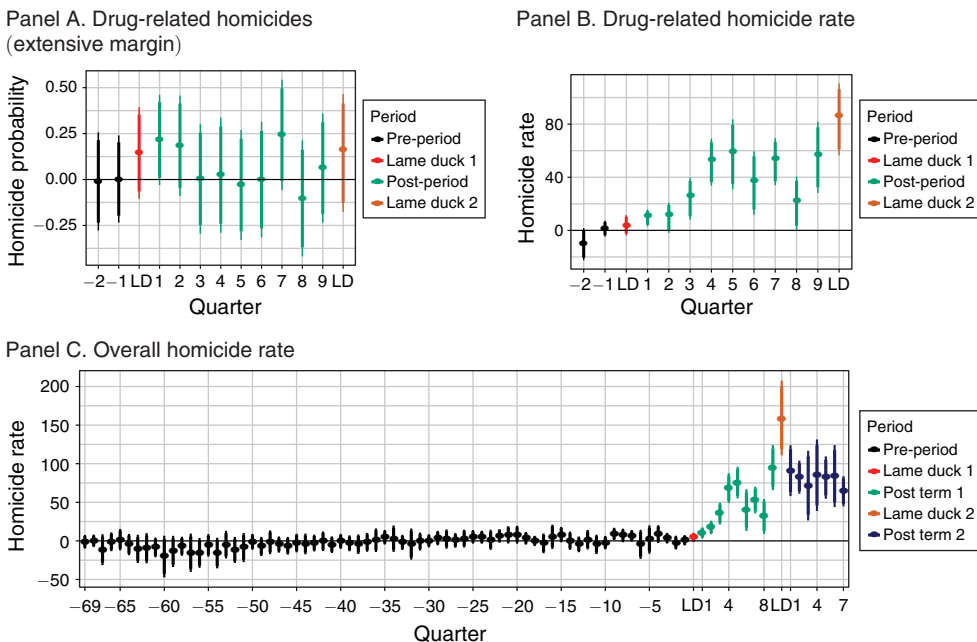 Panel A. Drug-related homicides
(extensive margin)
Homicide probability
0.50
0.25
0.00
−0.25
−2 −1 LD 1 2 3 4 5 6 7 8 9 LD
Quarter
Period
Pre-period
Lame duck 1
Post-period
Lame duck 2
Panel B. Drug-related homicide rate
Homicide rate
80
40
0
−2 −1 LD 1 2 3 4 5 6 7 8 9 LD
Quarter
Period
Pre-period
Lame duck 1
Post-period
Lame duck 2
Panel C. Overall homicide rate
Homicide rate
200
150
100
50
0
−50
−69 −65 −60 −55 −50 −45 −40 −35 −30 −25 −20 −15 −10 −5 LD1 4 8LD1 4 7
Quarter
Period
Pre-period
Lame duck 1
Post term 1
Lame duck 2
Post term 2